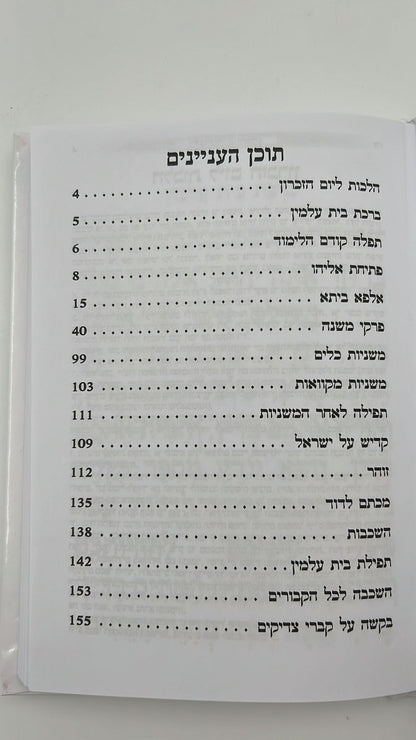 תוכן העניינים
הלכות ליום הזכרון . . . . . . . . . . . . . . . . . 4
ברכת בית עלמין . . . . . . . . . . . . . . . . . . 5
תפלה קודם הלימוד . . . . . . . . . . . . . . . . 6
פתיחת אליהו . . . . . . . . . . . . . . . . . . . . 8
אלפא ביתא . . . . . . . . . . . . . . . . . . . . . 15
פרקי משנה . . . . . . . . . . . . . . . . . . . . . 40
משניות כלים . . . . . . . . . . . . . . . . . . . . 99
משניות מקוואות . . . . . . . . . . . . . . . . . 103
תפילה לאחר המשניות . . . . . . . . . . . . . 111
קדיש על ישראל . . . . . . . . . . . . . . . . . . 109
זוהר . . . . . . . . . . . . . . . . . . . . . . . . . . 112
מכתם לדוד . . . . . . . . . . . . . . . . . . . . . 135
השכבות . . . . . . . . . . . . . . . . . . . . . . . 138
תפילת בית עלמין . . . . . . . . . . . . . . . . . 142
השכבה לכל הקבורים . . . . . . . . . . . . . . 153
בקשה על קברי צדיקים . . . . . . . . . . . . . 155